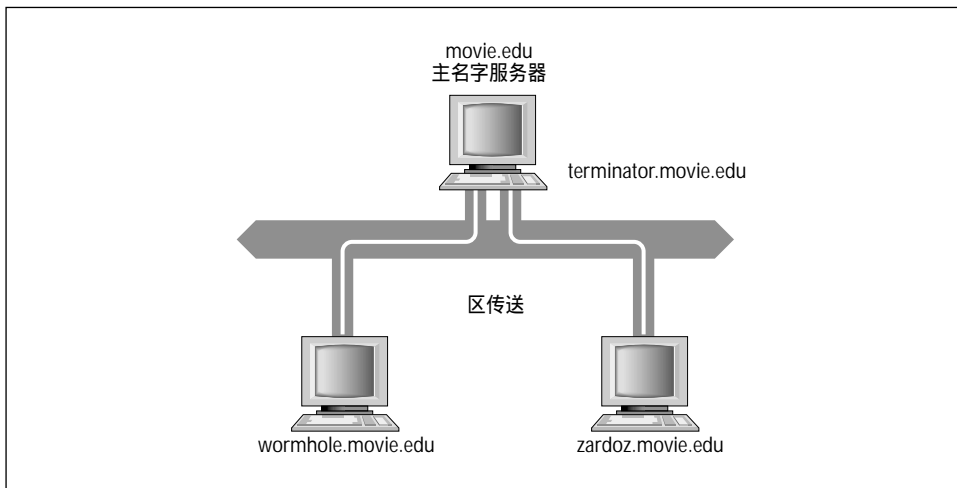 movie.edu
主名字服务器
terminator.movie.edu
区传送
wormhole.movie.edu
zardoz.movie.edu